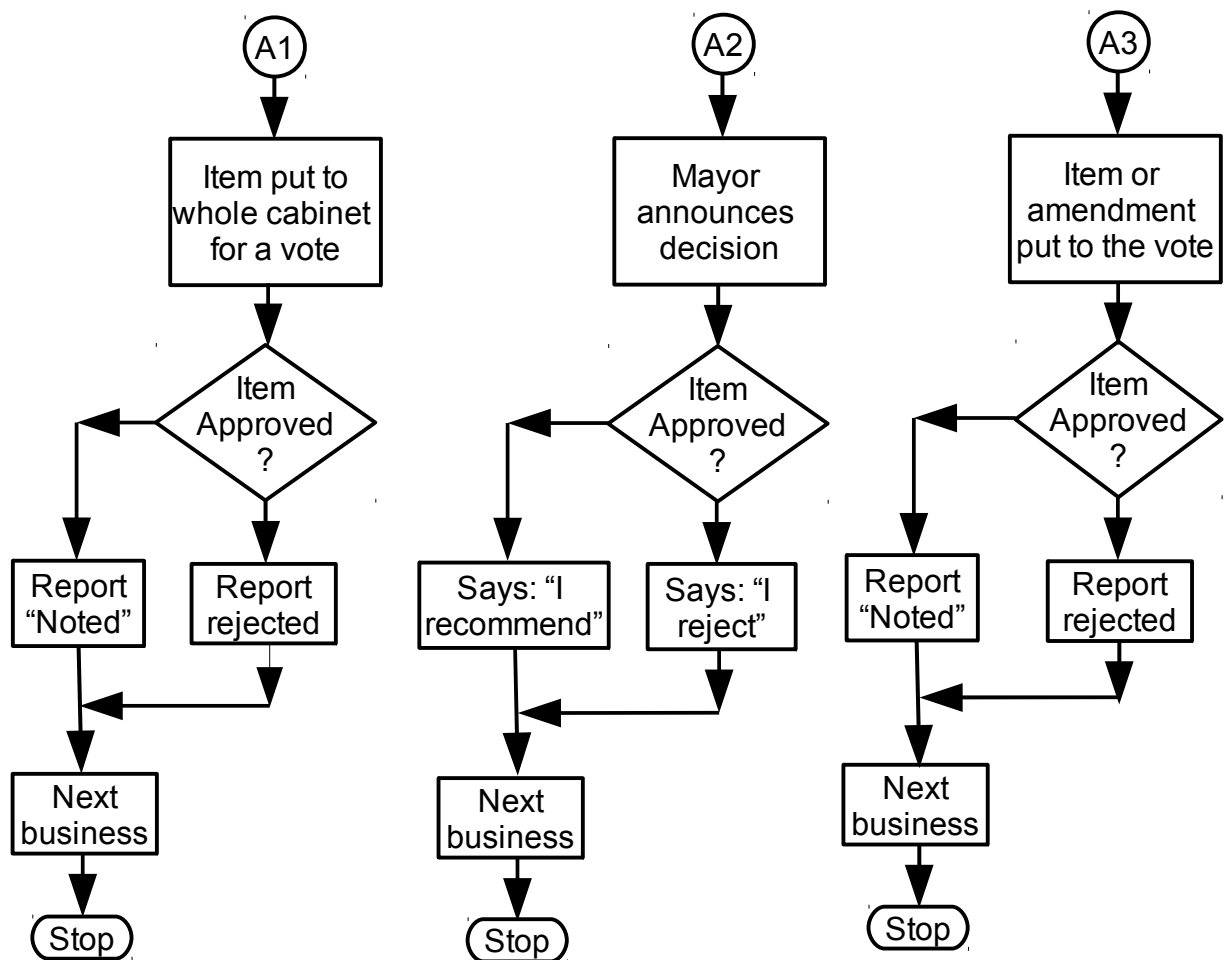 A1
Item put to
whole cabinet
for a vote
Item
Approved
?
Report
“Noted”
Report
rejected
Next
business
Stop
A2
Mayor
announces
decision
Item
Approved
?
Says: “I
recommend”
Says: “I
reject”
Next
business
Stop
A3
Item or
amendment
put to the vote
Item
Approved
?
Report
“Noted”
Report
rejected
Next
business
Stop